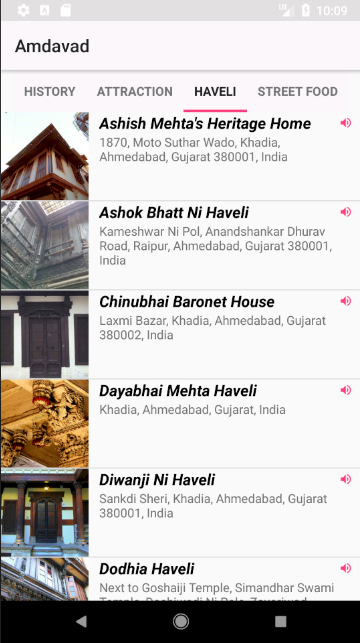 10:09
Amdavad
HISTORY ATTRACTION HAVELI STREET FOOD
Ashish Mehta's Heritage Home
1870, Moto Suthar Wado, Khadia,
Ahmedabad, Gujarat 380001, India
Ashok Bhatt Ni Haveli
Kameshwar Ni Pol, Anandshankar Dhurav
Road, Raipur, Ahmedabad, Gujarat 380001,
India
Chinubhai Baronet House
Laxmi Bazar, Khadia, Ahmedabad, Gujarat
380002, India
Dayabhai Mehta Haveli
Khadia, Ahmedabad, Gujarat, India
Diwanji Ni Haveli
Sankdi Sheri, Khadia, Ahmedabad, Gujarat
380001, India
Dodhia Haveli
Next to Goshaiji Temple, Simandhar Swami